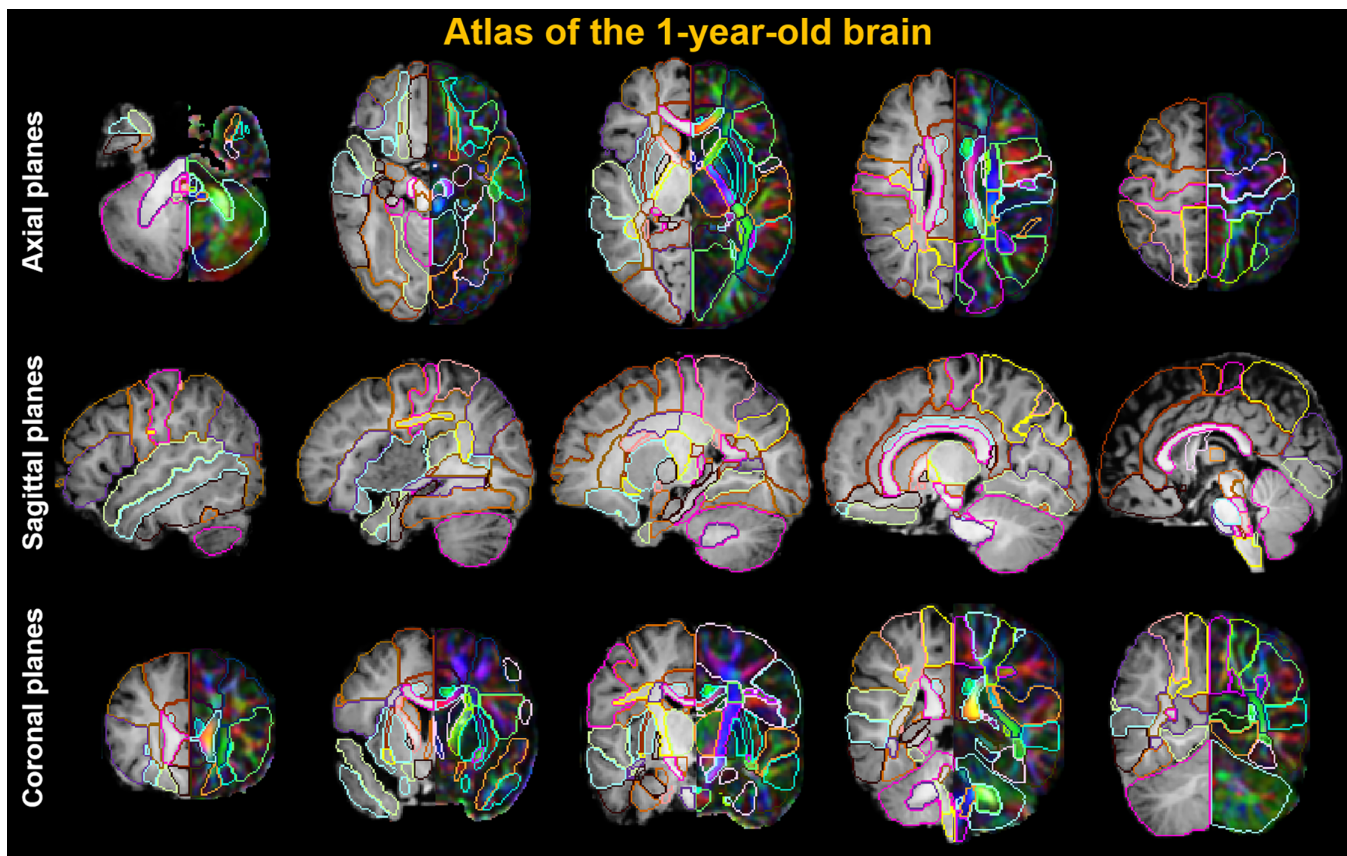 Atlas of the 1-year-old brain
Axial planes
Sagittal planes
Coronal planes